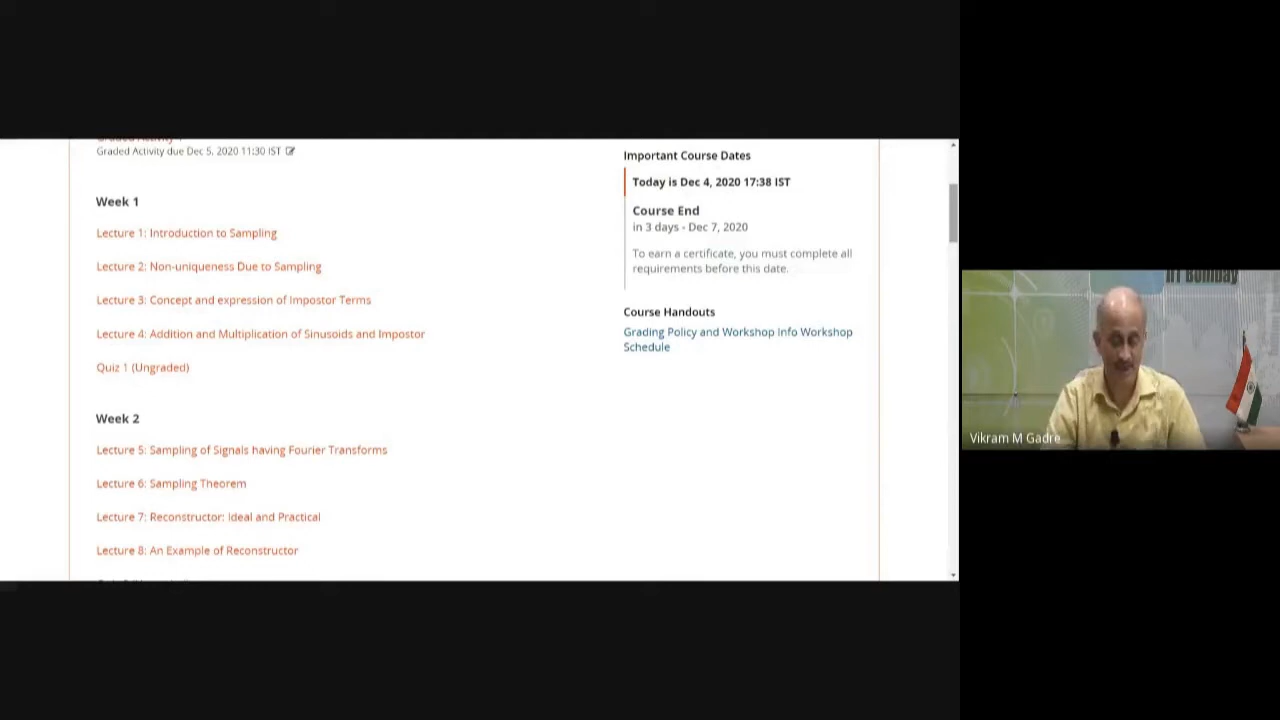 Graded Activity due Dec 5, 2020 11:30 IST
Week 1
Lecture 1: Introduction to Sampling
Lecture 2: Non-uniqueness Due to Sampling
Lecture 3: Concept and expression of Impostor Terms
Lecture 4: Addition and Multiplication of Sinusoids and Impostor
Quiz 1 (Ungraded)
Week 2
Lecture 5: Sampling of Signals having Fourier Transforms
Lecture 6: Sampling Theorem
Lecture 7: Reconstructor: Ideal and Practical
Lecture 8: An Example of Reconstructor
Important Course Dates
Today is Dec 4, 2020 17:38 IST
Course End
in 3 days - Dec 7, 2020
To earn a certificate, you must complete all
requirements before this date.
Course Handouts
Grading Policy and Workshop Info Workshop
Schedule
IIT Bombay
Vikram M Gadre